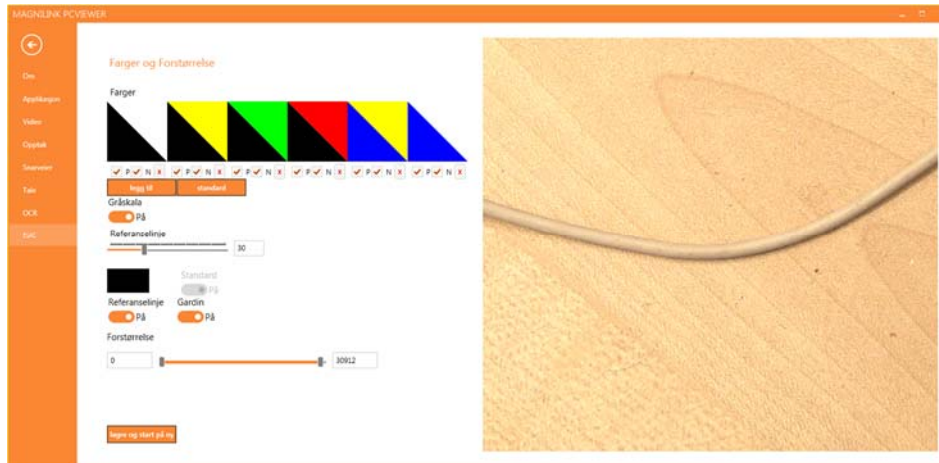 MAGNILINK PCVIEWER
Om
Applikasjon
Video
Opptak
Snarveier
Tale
OCR
Farger og Forstørrelse
Farger
P N x P N x P N x P N x P N x P N x
legg til standard
Gråskala
På
Referanselinje
30
Standard
På
Referanselinje Gardin
På På
Forstørrelse
0 30912
lagre og start på ny